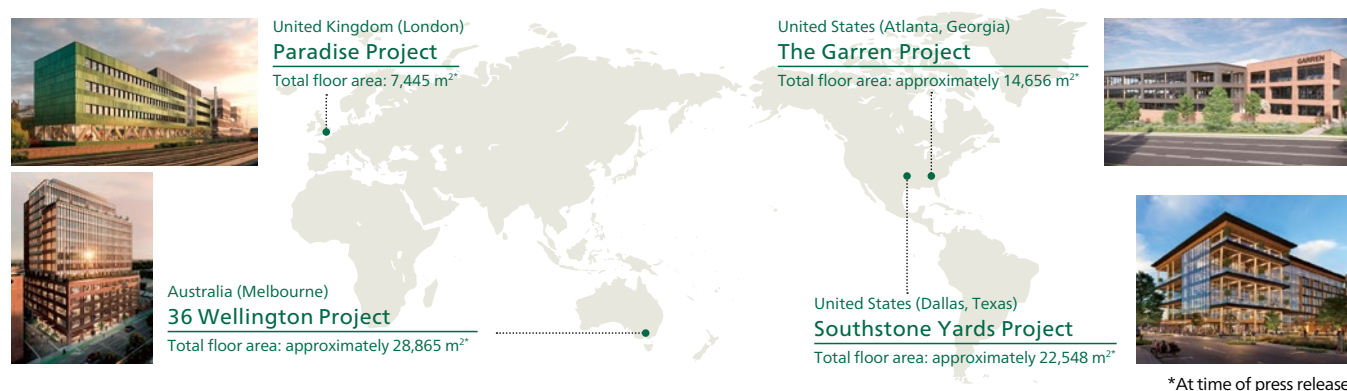 United Kingdom (London)
Paradise Project
Total floor area: 7,445 m²*
United States (Atlanta, Georgia)
The Garren Project
Total floor area: approximately 14,656 m²*
GARREN
Australia (Melbourne)
36 Wellington Project
Total floor area: approximately 28,865 m²*
United States (Dallas, Texas)
Southstone Yards Project
Total floor area: approximately 22,548 m²*
*At time of press release